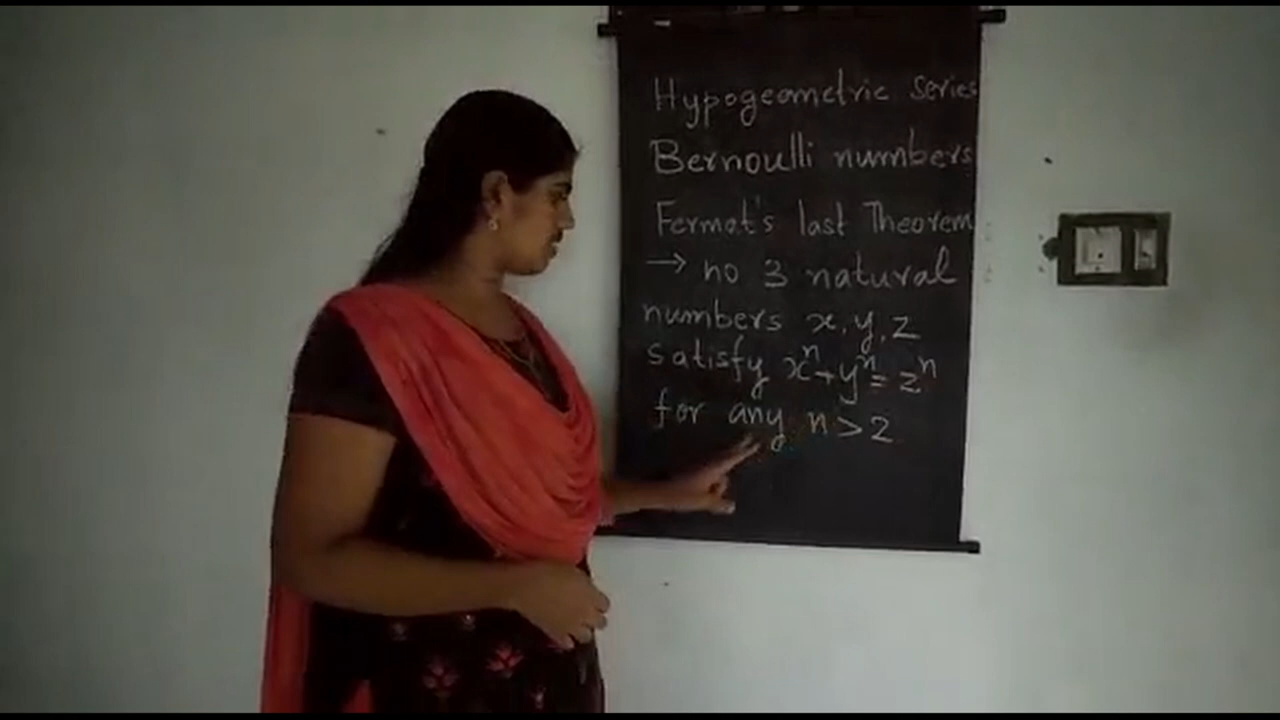 Hypogeometric series
Bernoulli numbers
Fermat's last Theorem
→ no 3 natural
numbers x, y, z
satisfy xⁿ+yⁿ=zⁿ
for any n>2